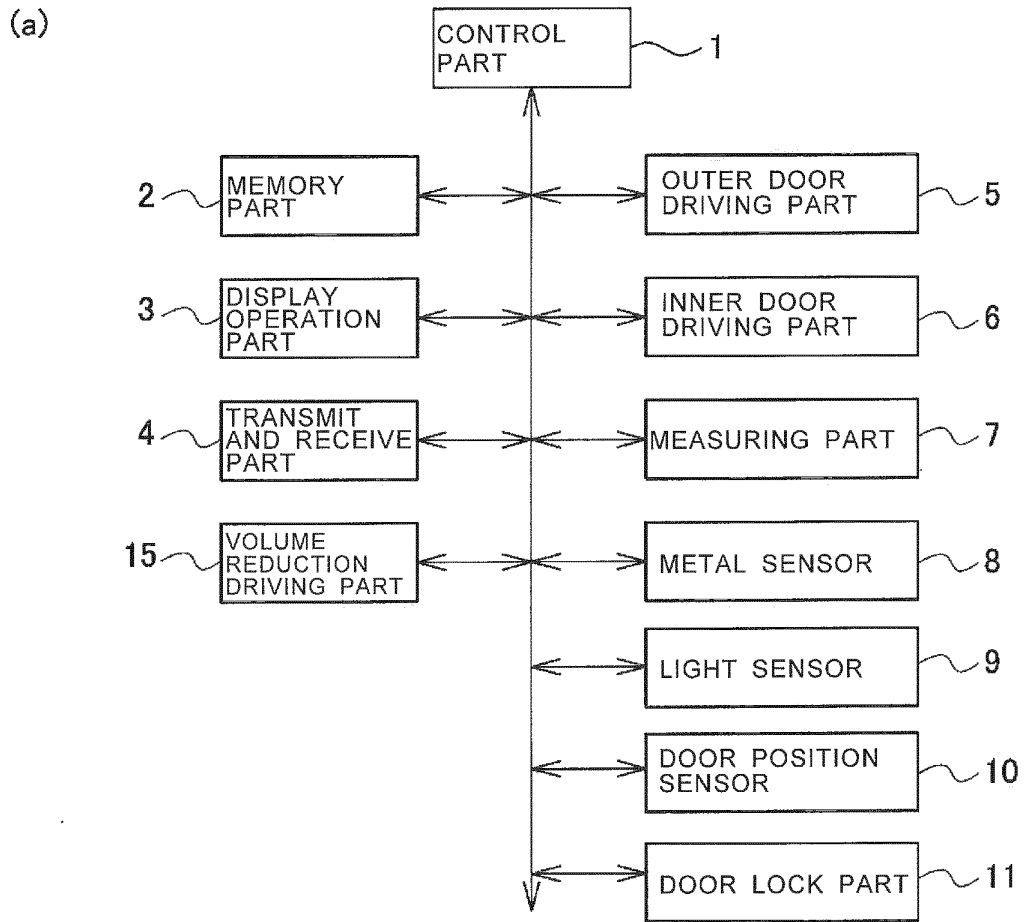 (a)
CONTROL
PART
1
2
MEMORY
PART
OUTER DOOR
DRIVING PART
5
3
DISPLAY
OPERATION
PART
INNER DOOR
DRIVING PART
6
4
TRANSMIT
AND RECEIVE
PART
MEASURING PART
7
15
VOLUME
REDUCTION
DRIVING PART
METAL SENSOR
8
LIGHT SENSOR
9
DOOR POSITION
SENSOR
10
DOOR LOCK PART
11